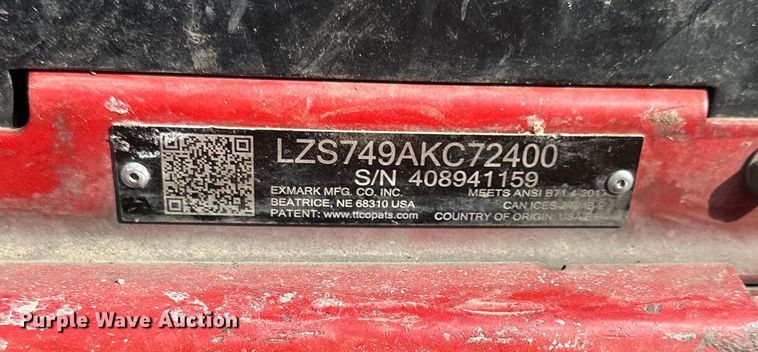 LZS749AKC72400
S/N 408941159
EXMARK MFG. CO, INC.
BEATRICE, NE 68310 USA
PATENT: www.ttcopats.com
MEETS ANSI B71.4-201
CAN ICES-2/NMB-2
COUNTRY OF ORIGIN: USA
Purple Wave Auction